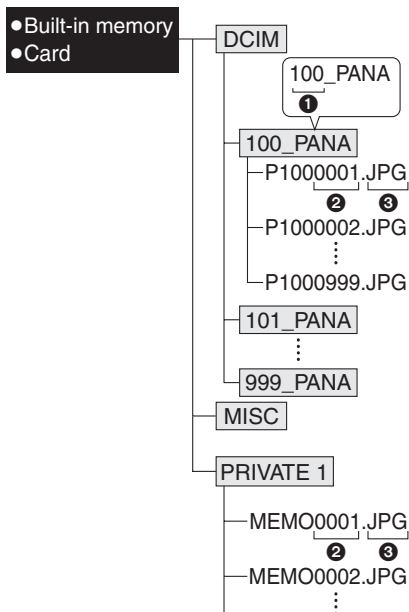 ●Built-in memory
●Card
DCIM
100_PANA
❶
100_PANA
P1000001.JPG
❷ ❸
P1000002.JPG
P1000999.JPG
101_PANA
999_PANA
MISC
PRIVATE 1
MEMO0001.JPG
❷ ❸
MEMO0002.JPG